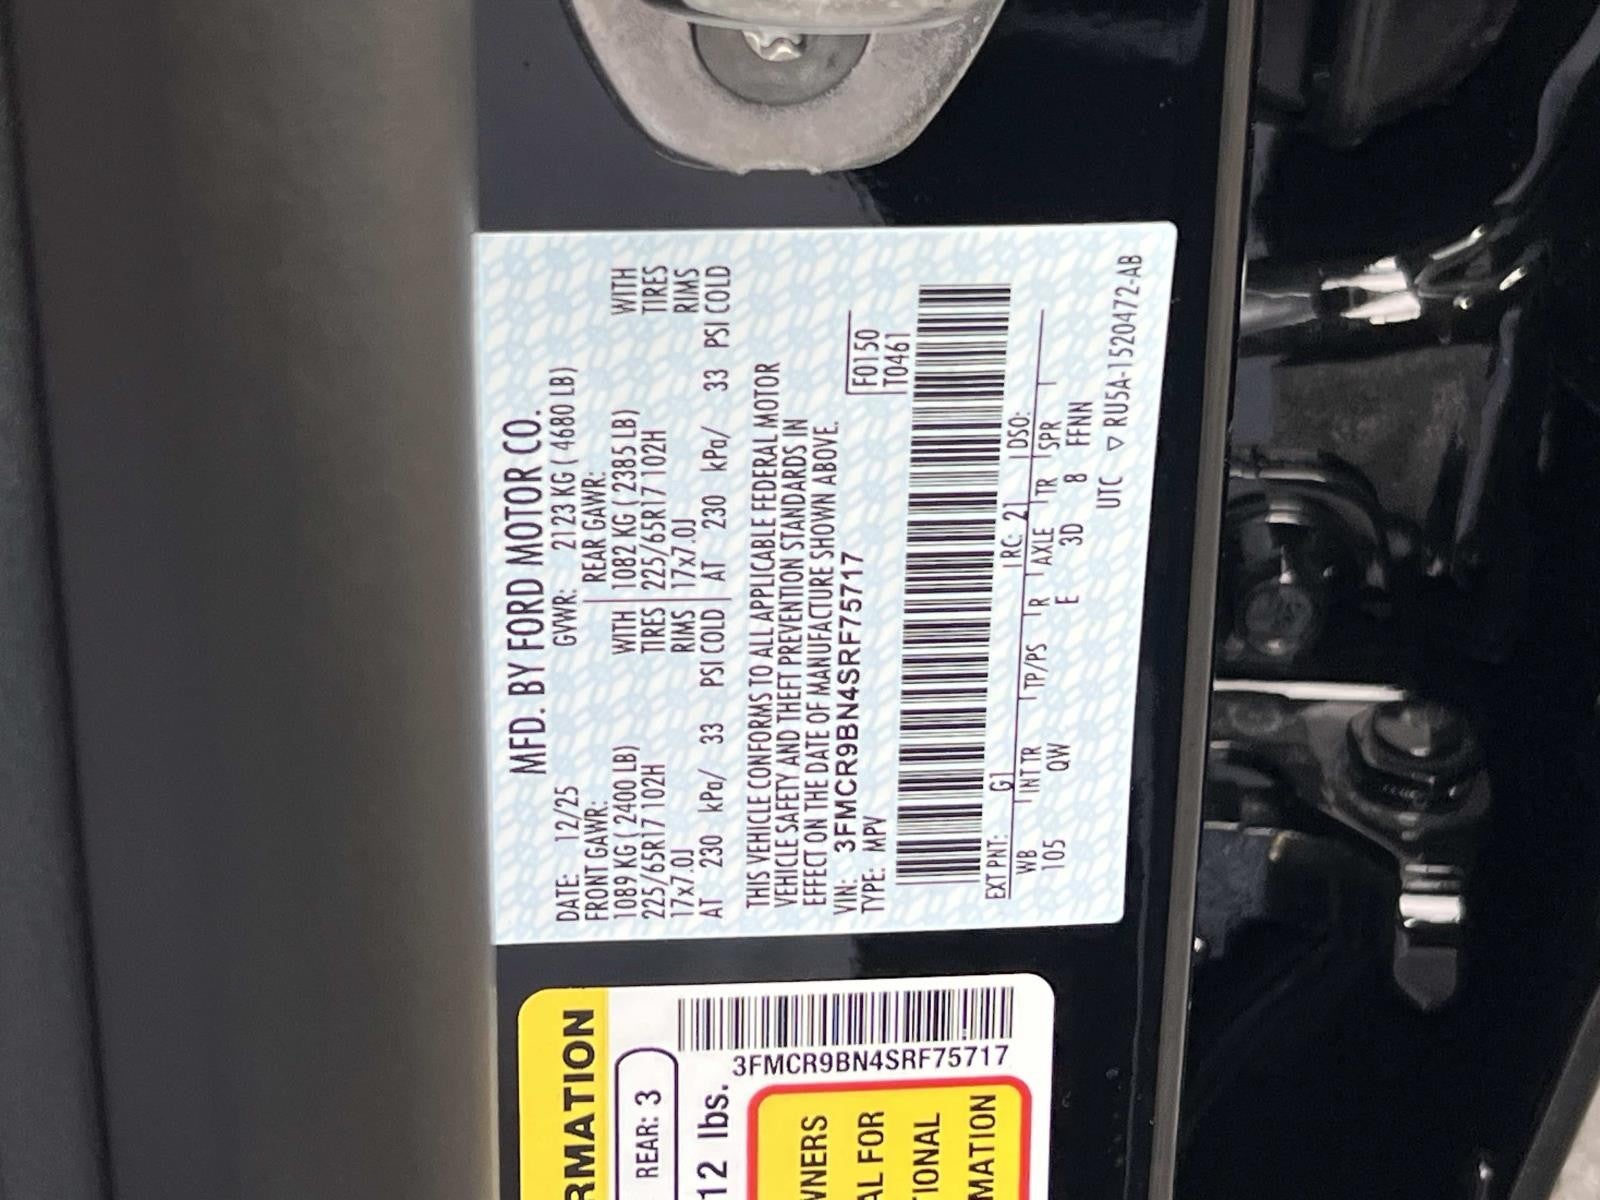 MFD. BY FORD MOTOR CO.
DATE: 12/25 GVWR: 2123 KG ( 4680 LB)
FRONT GAWR: REAR GAWR:
1089 KG ( 2400 LB) WITH 1082 KG ( 2385 LB) WITH
225/65R17 102H TIRES 225/65R17 102H TIRES
17x7.0J RIMS 17x7.0J RIMS
AT 230 kPa/ 33 PSI COLD AT 230 kPa/ 33 PSI COLD
THIS VEHICLE CONFORMS TO ALL APPLICABLE FEDERAL MOTOR
VEHICLE SAFETY AND THEFT PREVENTION STANDARDS IN
EFFECT ON THE DATE OF MANUFACTURE SHOWN ABOVE.
VIN: 3FMCR9BN4SRF75717 F0150
TYPE: MPV T0461
EXT PNT: G1 RC: 21 DSO:
WB INT TR TP/PS R AXLE TR SPR
105 QW E 3D 8 FFNN
UTC ▽ RU5A-1520472-AB
RMATION
REAR: 3
12 lbs.
3FMCR9BN4SRF75717
WNERS
AL FOR
TIONAL
MATION